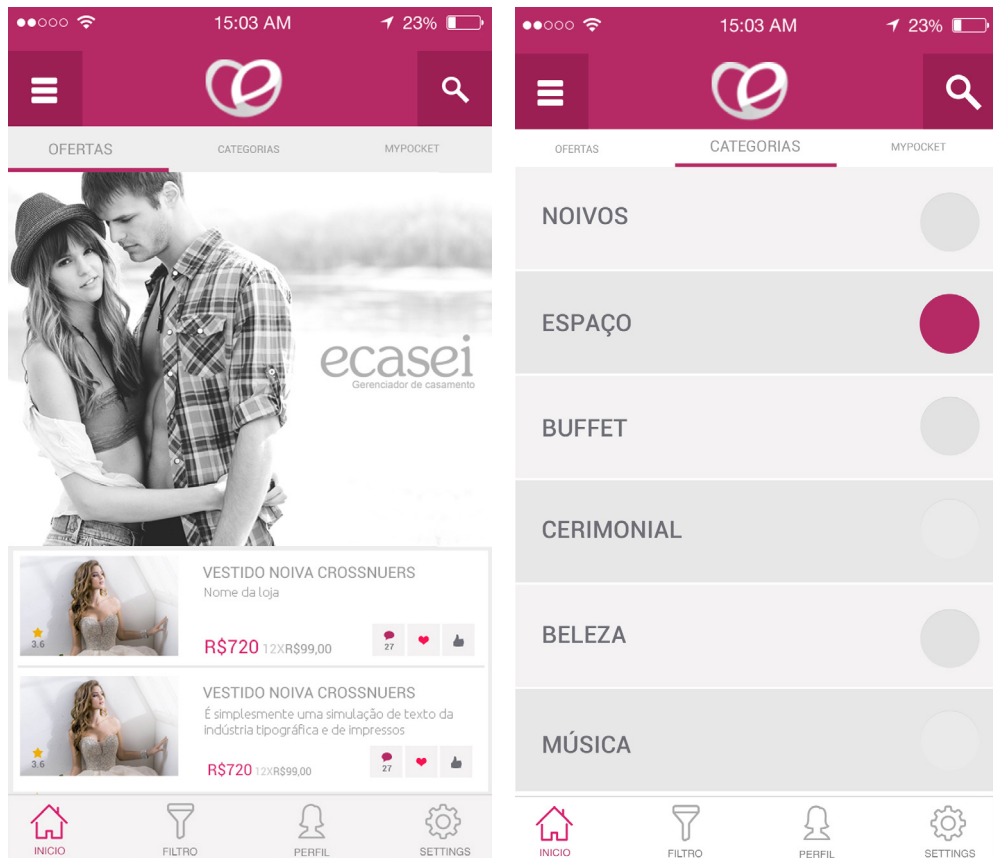 15:03 AM
23%
OFERTAS
CATEGORIAS
MYPOCKET
ecasei
Gerenciador de casamento
VESTIDO NOIVA CROSSNUERS
Nome da loja
3.6
R$720 12XR$99,00
27
VESTIDO NOIVA CROSSNUERS
É simplesmente uma simulação de texto da
indústria tipográfica e de impressos
3.6
R$720 12XR$99,00
27
INICIO
FILTRO
PERFIL
SETTINGS
15:03 AM
23%
OFERTAS
CATEGORIAS
MYPOCKET
NOIVOS
ESPAÇO
BUFFET
CERIMONIAL
BELEZA
MÚSICA
INICIO
FILTRO
PERFIL
SETTINGS